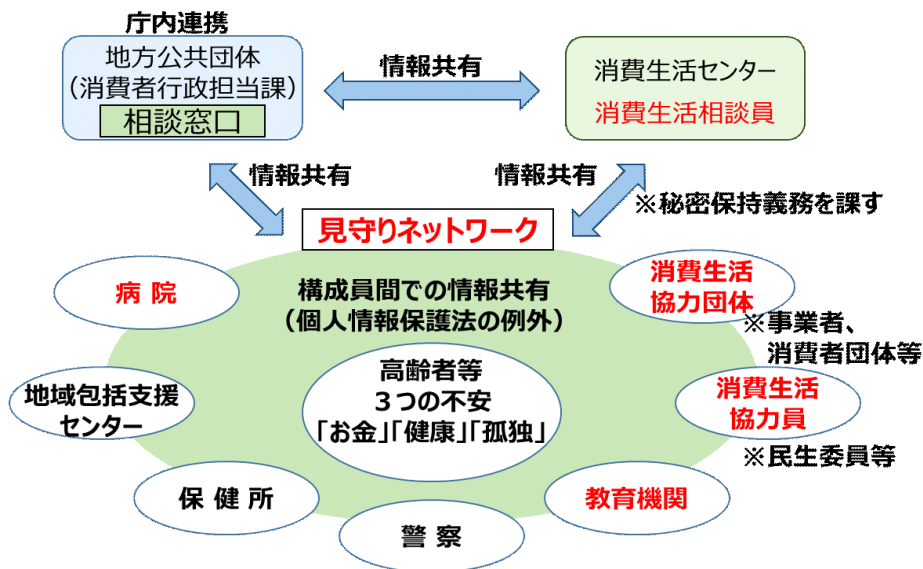 庁内連携
地方公共団体
(消費者行政担当課)
相談窓口
情報共有
消費生活センター
消費生活相談員
情報共有
情報共有
※秘密保持義務を課す
見守りネットワーク
病 院
構成員間での情報共有
(個人情報保護法の例外)
消費生活
協力団体
※事業者、
消費者団体等
高齢者等
３つの不安
「お金」「健康」「孤独」
地域包括支援
センター
消費生活
協力員
※民生委員等
保 健 所
教育機関
警 察